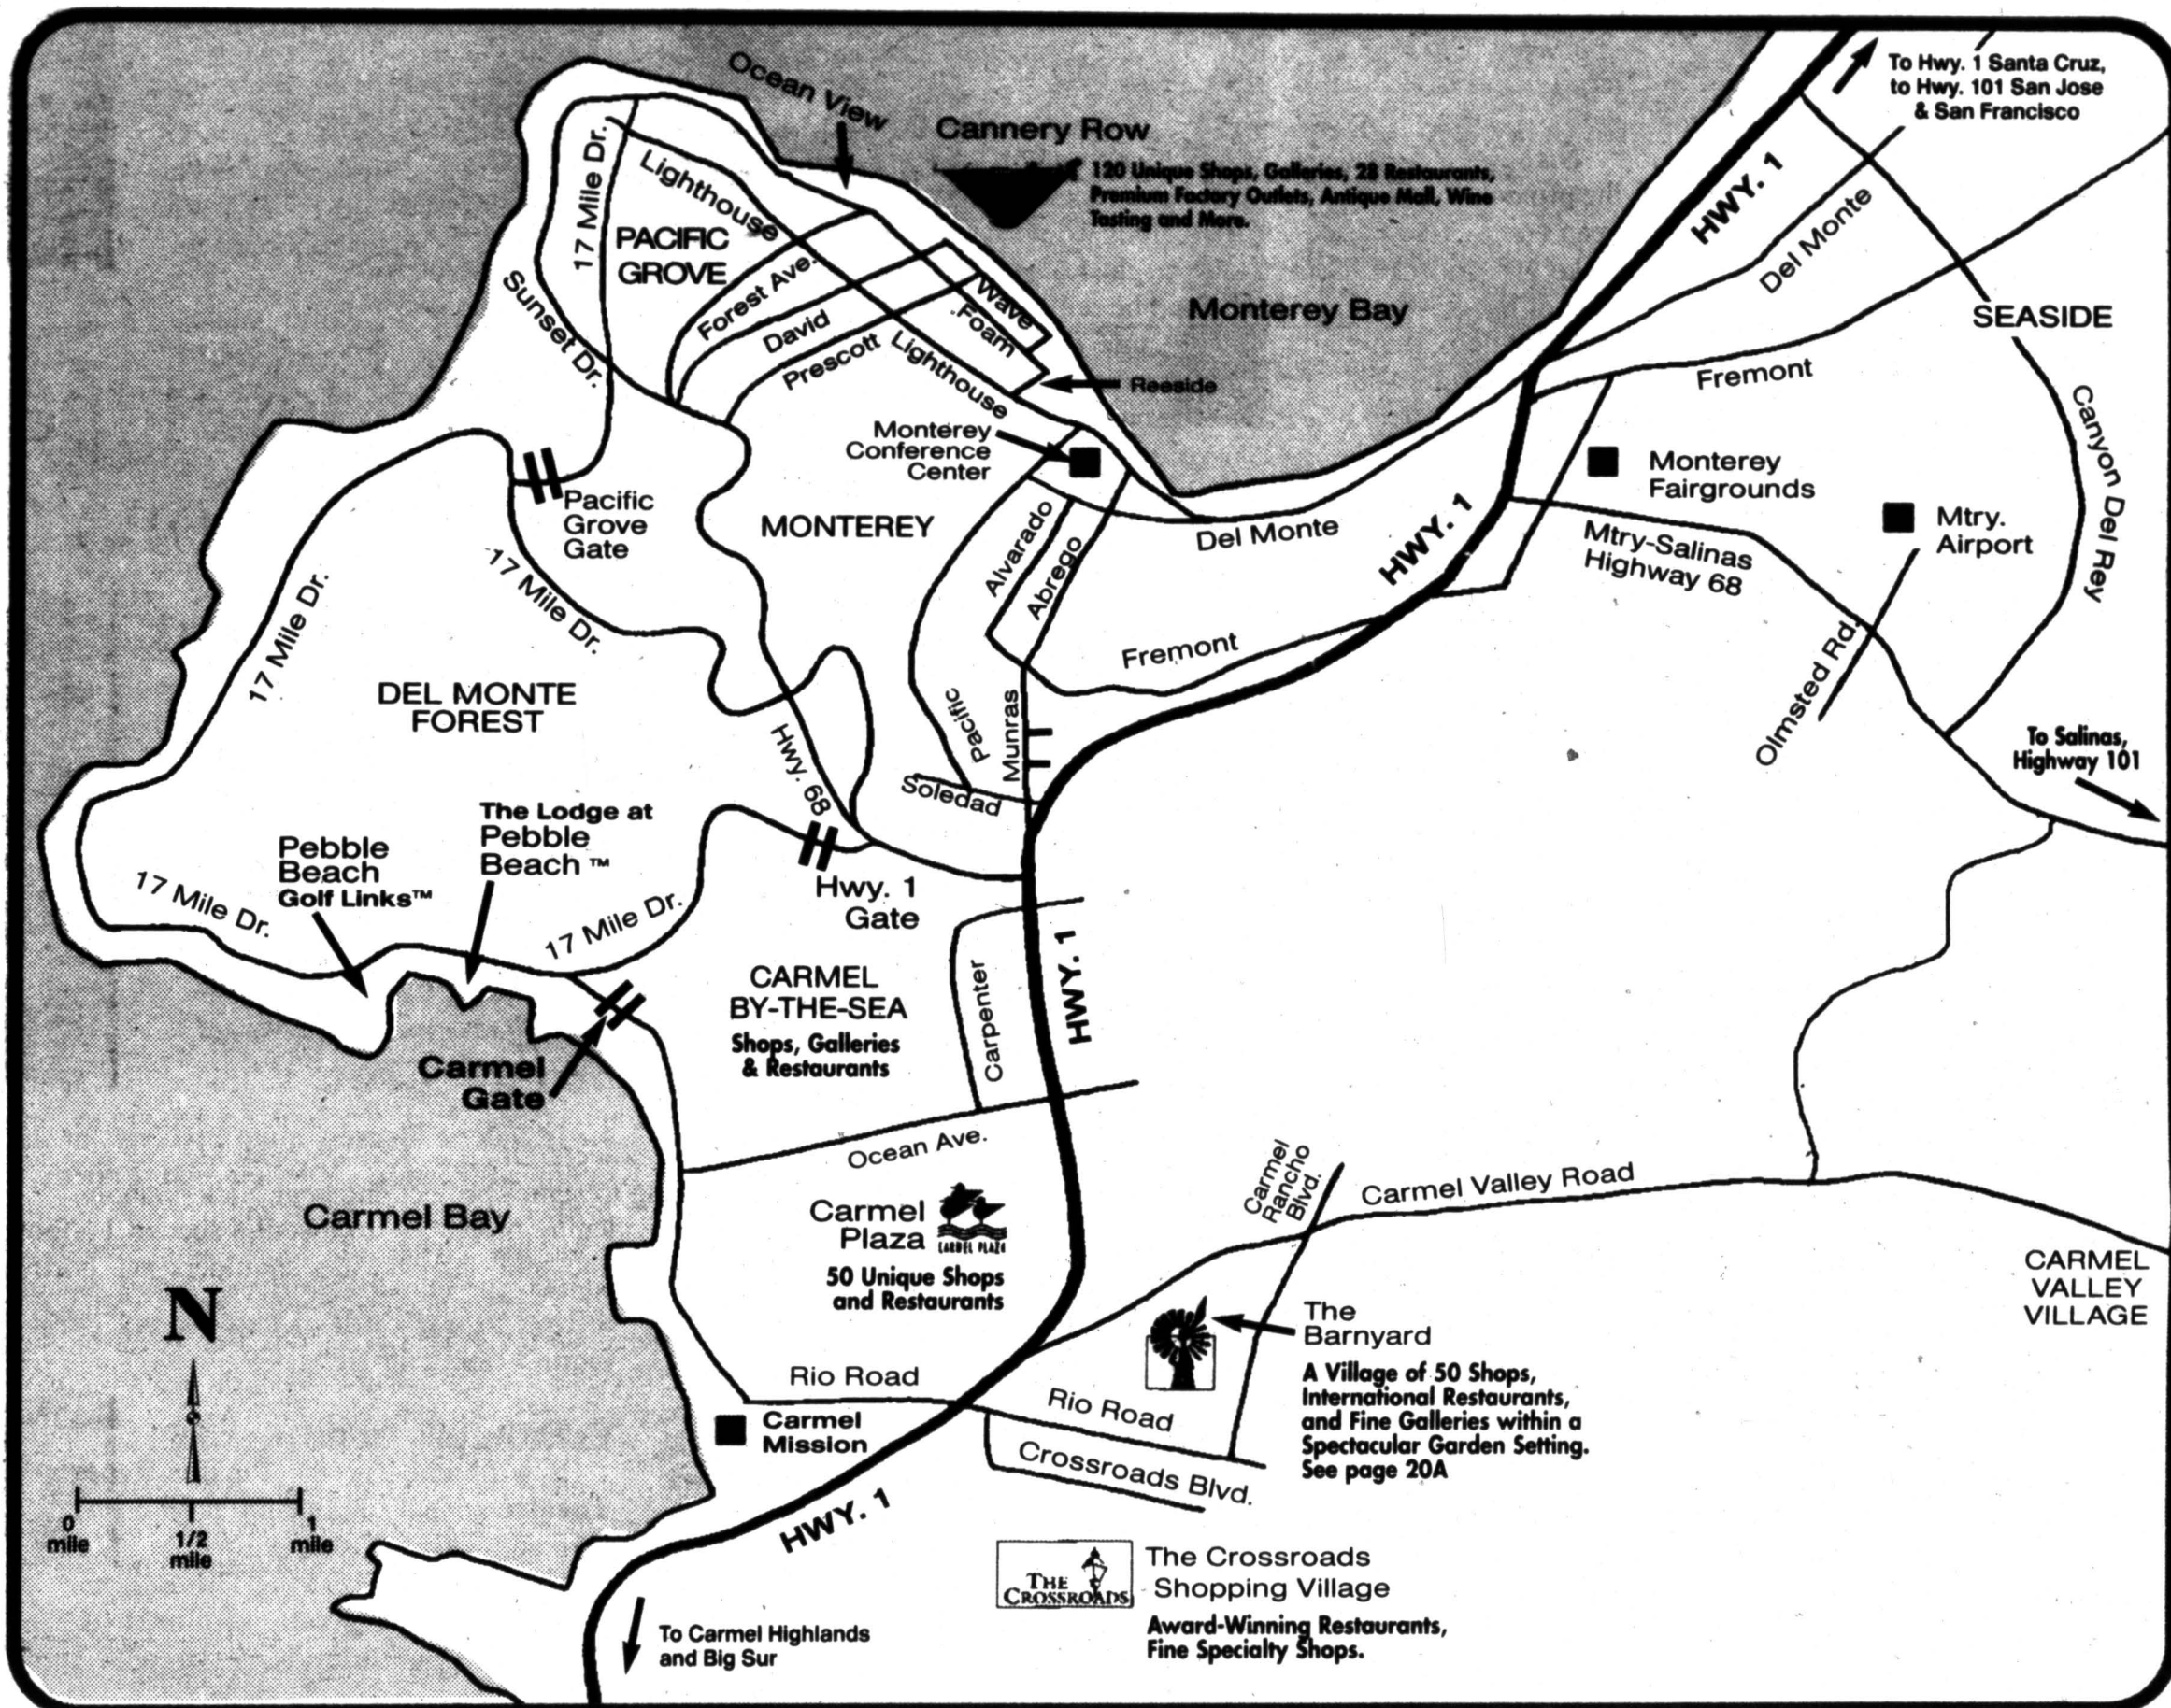 To Hwy. 1 Santa Cruz,
to Hwy. 101 San Jose
& San Francisco
Ocean View
Cannery Row
120 Unique Shops, Galleries, 28 Restaurants,
Premium Factory Outlets, Antique Mall, Wine
Tasting and More.
17 Mile Dr.
Lighthouse
PACIFIC
GROVE
Forest Ave.
David
Prescott
Lighthouse
Wave
Foam
Reeside
Sunset Dr.
Monterey Bay
HWY. 1
Del Monte
SEASIDE
Fremont
Canyon Del Rey
Monterey
Conference
Center
Monterey
Fairgrounds
Mtry.
Airport
Pacific
Grove
Gate
MONTEREY
Alvarado
Abrego
Del Monte
HWY. 1
Mtry-Salinas
Highway 68
17 Mile Dr.
17 Mile Dr.
Fremont
Olmsted Rd.
DEL MONTE
FOREST
Pacific
Munras
Hwy. 68
Soledad
To Salinas,
Highway 101
The Lodge at
Pebble
Beach ™
Pebble
Beach
Golf Links™
17 Mile Dr.
17 Mile Dr.
Hwy. 1
Gate
HWY. 1
Carpenter
CARMEL
BY-THE-SEA
Shops, Galleries
& Restaurants
Carmel
Gate
Ocean Ave.
Carmel
Rancho
Blvd.
Carmel Valley Road
Carmel Bay
Carmel
Plaza
CARMEL PLAZA
50 Unique Shops
and Restaurants
CARMEL
VALLEY
VILLAGE
N
The
Barnyard
A Village of 50 Shops,
International Restaurants,
and Fine Galleries within a
Spectacular Garden Setting.
See page 20A
Rio Road
Rio Road
Carmel
Mission
Crossroads Blvd.
HWY. 1
0
mile
1/2
mile
1
mile
THE
CROSSROADS
The Crossroads
Shopping Village
Award-Winning Restaurants,
Fine Specialty Shops.
To Carmel Highlands
and Big Sur